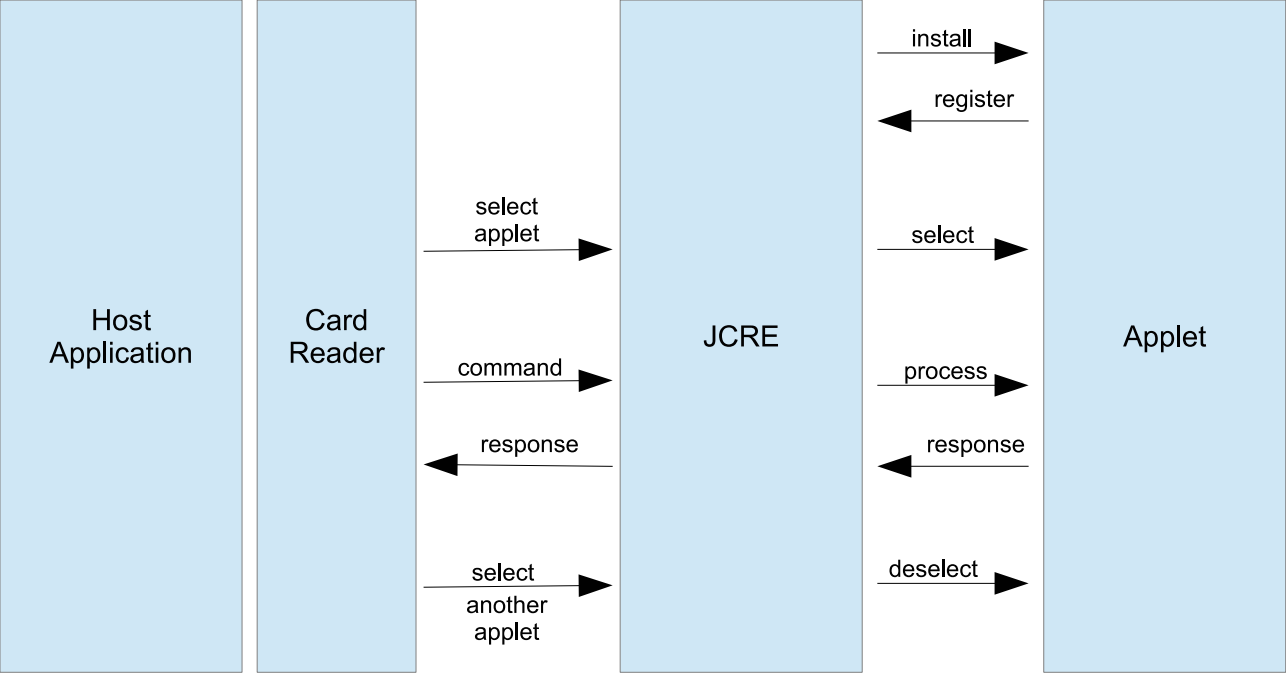 install
register
select
applet
select
Host
Application
Card
Reader
JCRE
Applet
command
process
response
response
select
another
applet
deselect